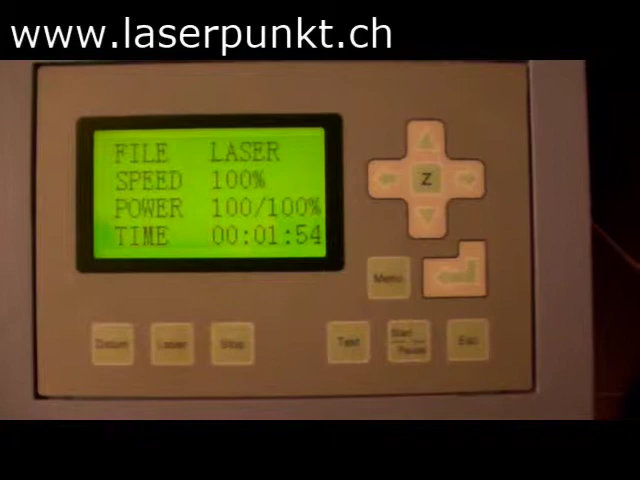 www.laserpunkt.ch
FILE LASER
SPEED 100%
POWER 100/100%
TIME 00:01:54
Z
Menu
Datum Laser Stop Test Start Pause Esc